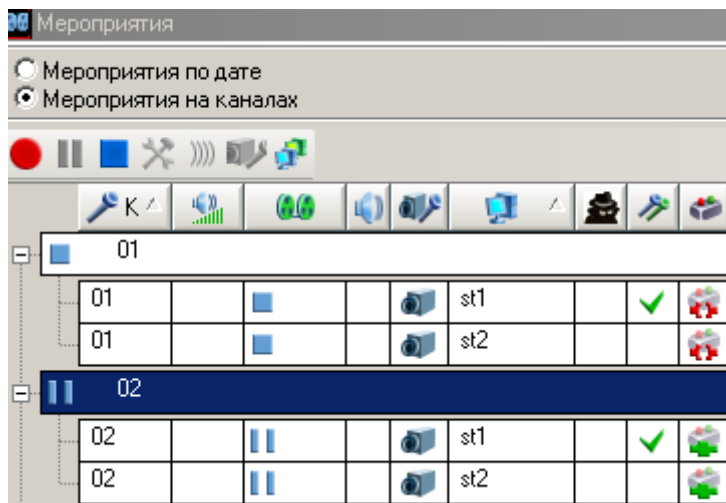 Мероприятия
Мероприятия по дате
Мероприятия на каналах
К
01
01 st1
01 st2
02
02 st1
02 st2